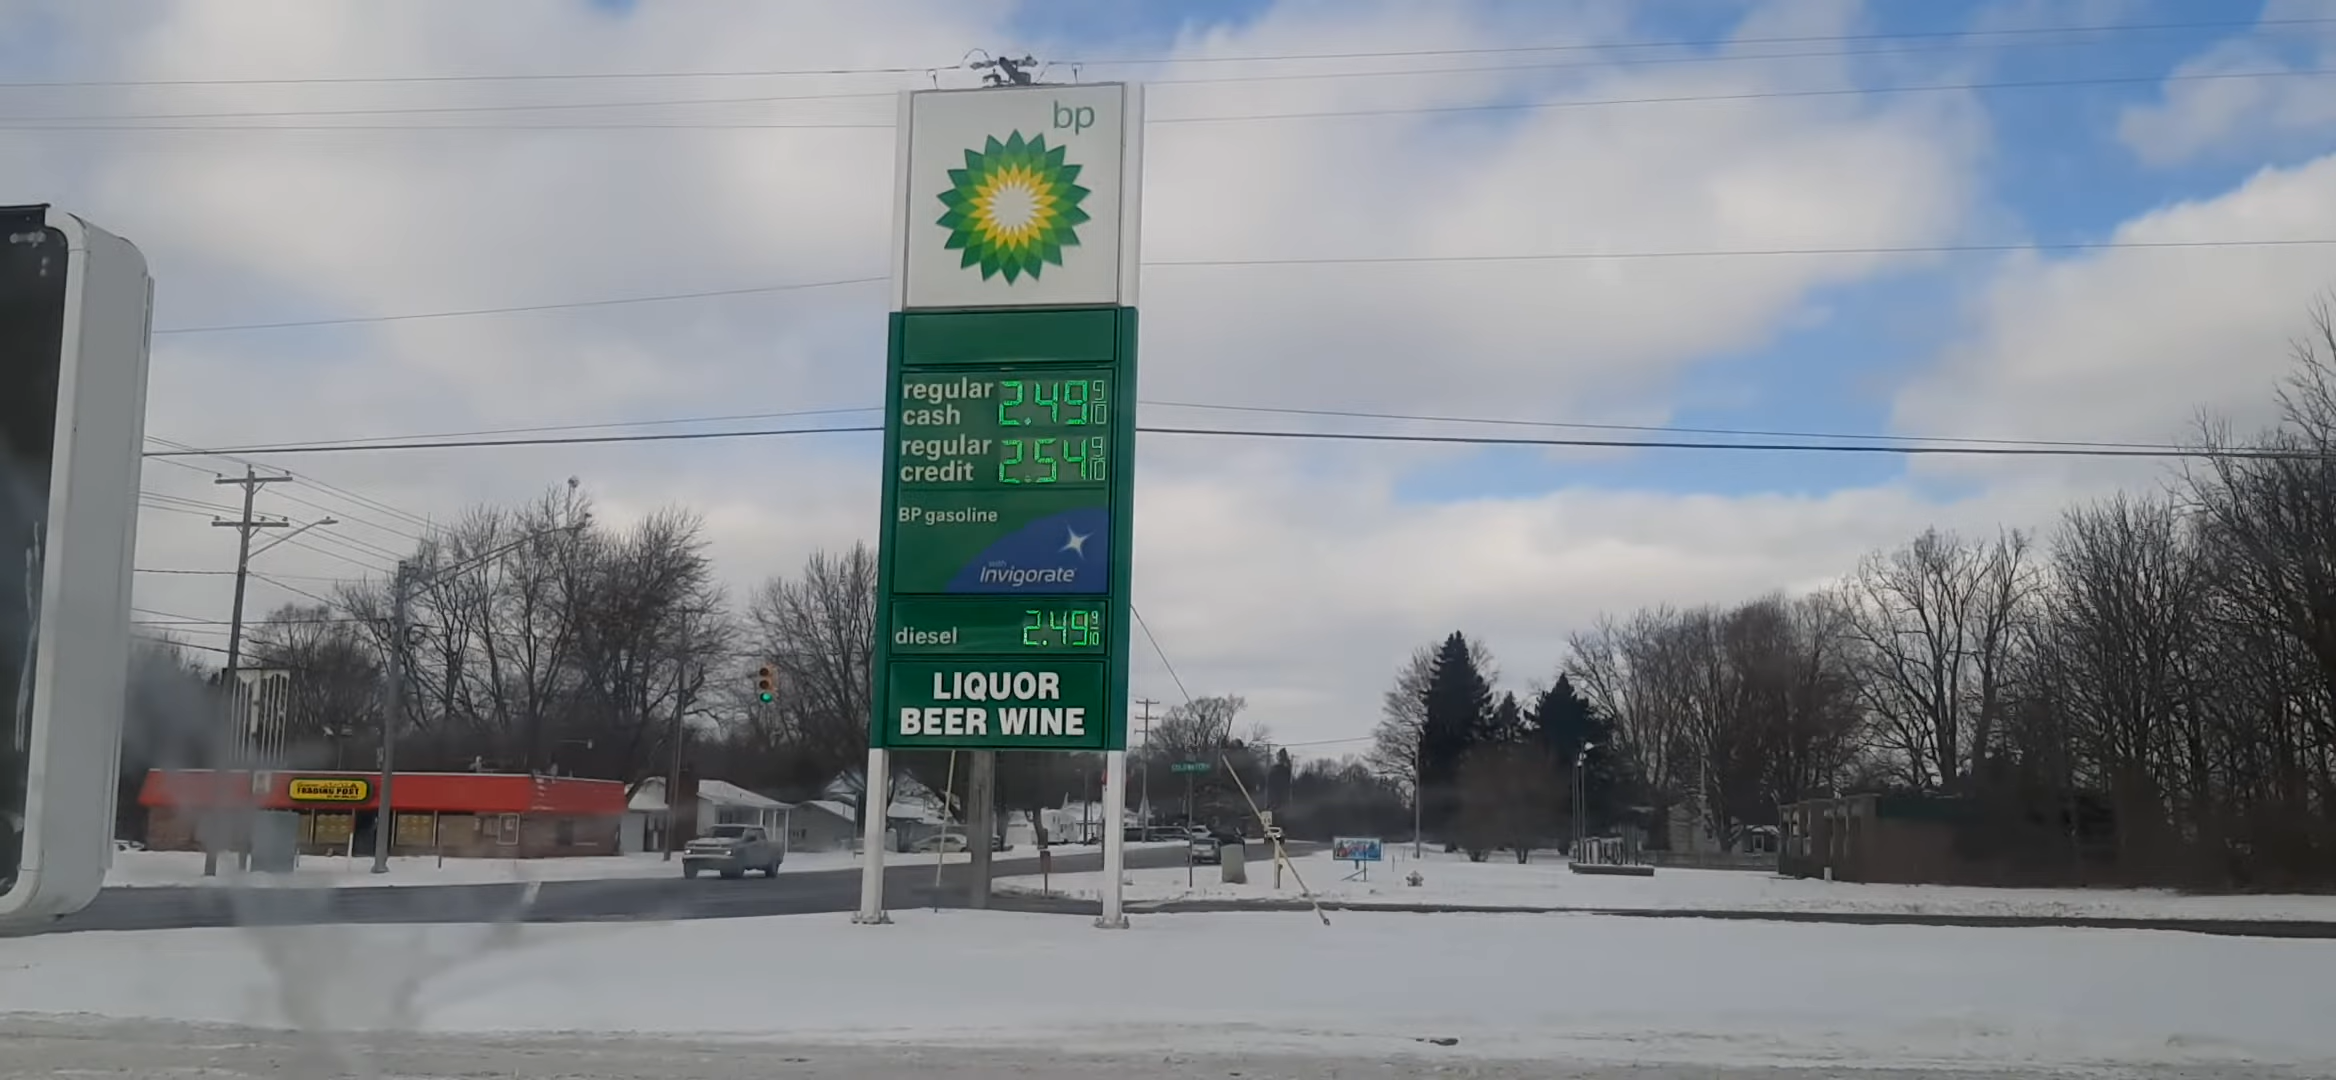 bp
regular
cash
2.49 9/10
regular
credit
2.54 9/10
BP gasoline
with
Invigorate
diesel
2.49 9/10
LIQUOR
BEER WINE
TRADING POST